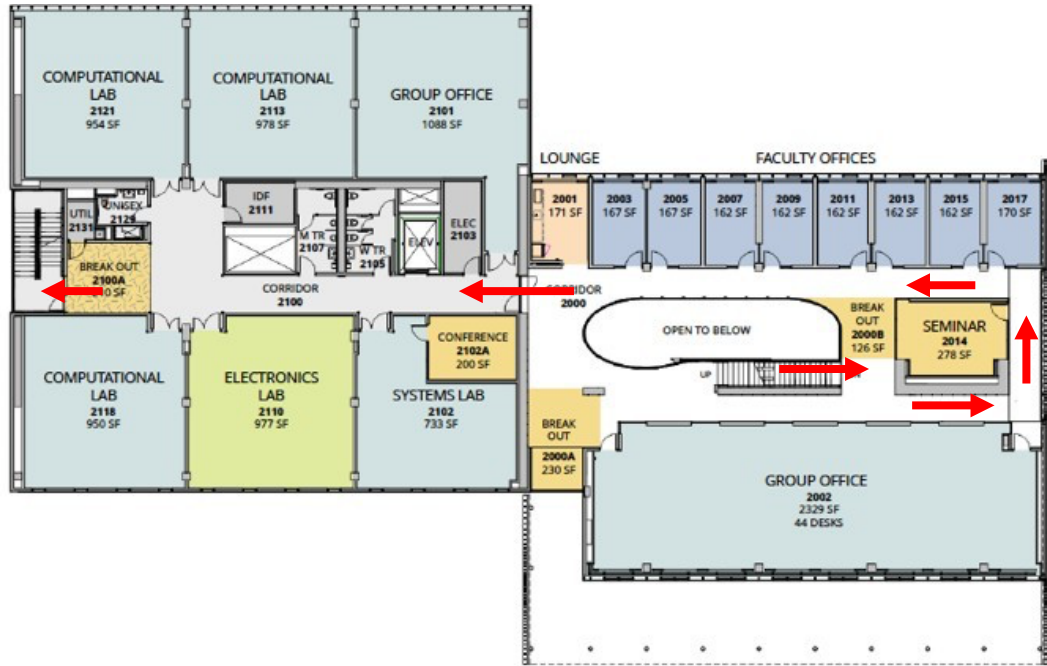 COMPUTATIONAL
LAB
2121
954 SF
COMPUTATIONAL
LAB
2113
978 SF
GROUP OFFICE
2101
1088 SF
LOUNGE
FACULTY OFFICES
2001
171 SF
2003
167 SF
2005
167 SF
2007
162 SF
2009
162 SF
2011
162 SF
2013
162 SF
2015
162 SF
2017
170 SF
UTIL
2131
UNISEX
2129
IDF
2111
M TR
2107
W TR
2105
ELEV
ELEC
2103
BREAK OUT
2100A
CORRIDOR
2100
CORRIDOR
2000
OPEN TO BELOW
UP
BREAK
OUT
2000B
126 SF
SEMINAR
2014
278 SF
COMPUTATIONAL
LAB
2118
950 SF
ELECTRONICS
LAB
2110
977 SF
CONFERENCE
2102A
200 SF
SYSTEMS LAB
2102
733 SF
BREAK
OUT
2000A
230 SF
GROUP OFFICE
2002
2329 SF
44 DESKS